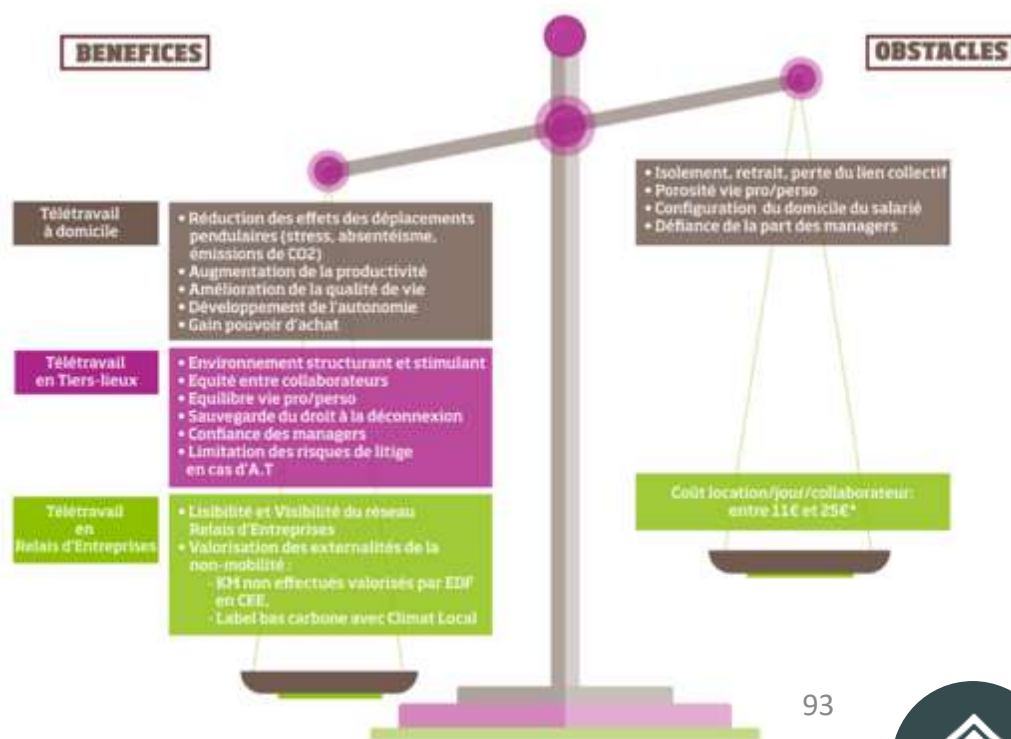 BENEFICES
OBSTACLES
Télétravail
à domicile
• Réduction des effets des déplacements
pendulaires (stress, absentéisme,
émissions de CO2)
• Augmentation de la productivité
• Amélioration de la qualité de vie
• Développement de l'autonomie
• Gain pouvoir d'achat
• Isolement, retrait, perte du lien collectif
• Porosité vie pro/perso
• Configuration du domicile du salarié
• Défiance de la part des managers
Télétravail
en Tiers-lieux
• Environnement structurant et stimulant
• Equité entre collaborateurs
• Equilibre vie pro/perso
• Sauvegarde du droit à la déconnexion
• Confiance des managers
• Limitation des risques de litige
en cas d'A.T
Télétravail
en
Relais d'Entreprises
• Lisibilité et Visibilité du réseau
Relais d'Entreprises
• Valorisation des externalités de la
non-mobilité :
- KM non effectués valorisés par EDF
en CEE,
- Label bas carbone avec Climat Local
Coût location/jour/collaborateur:
entre 11€ et 25€*
93